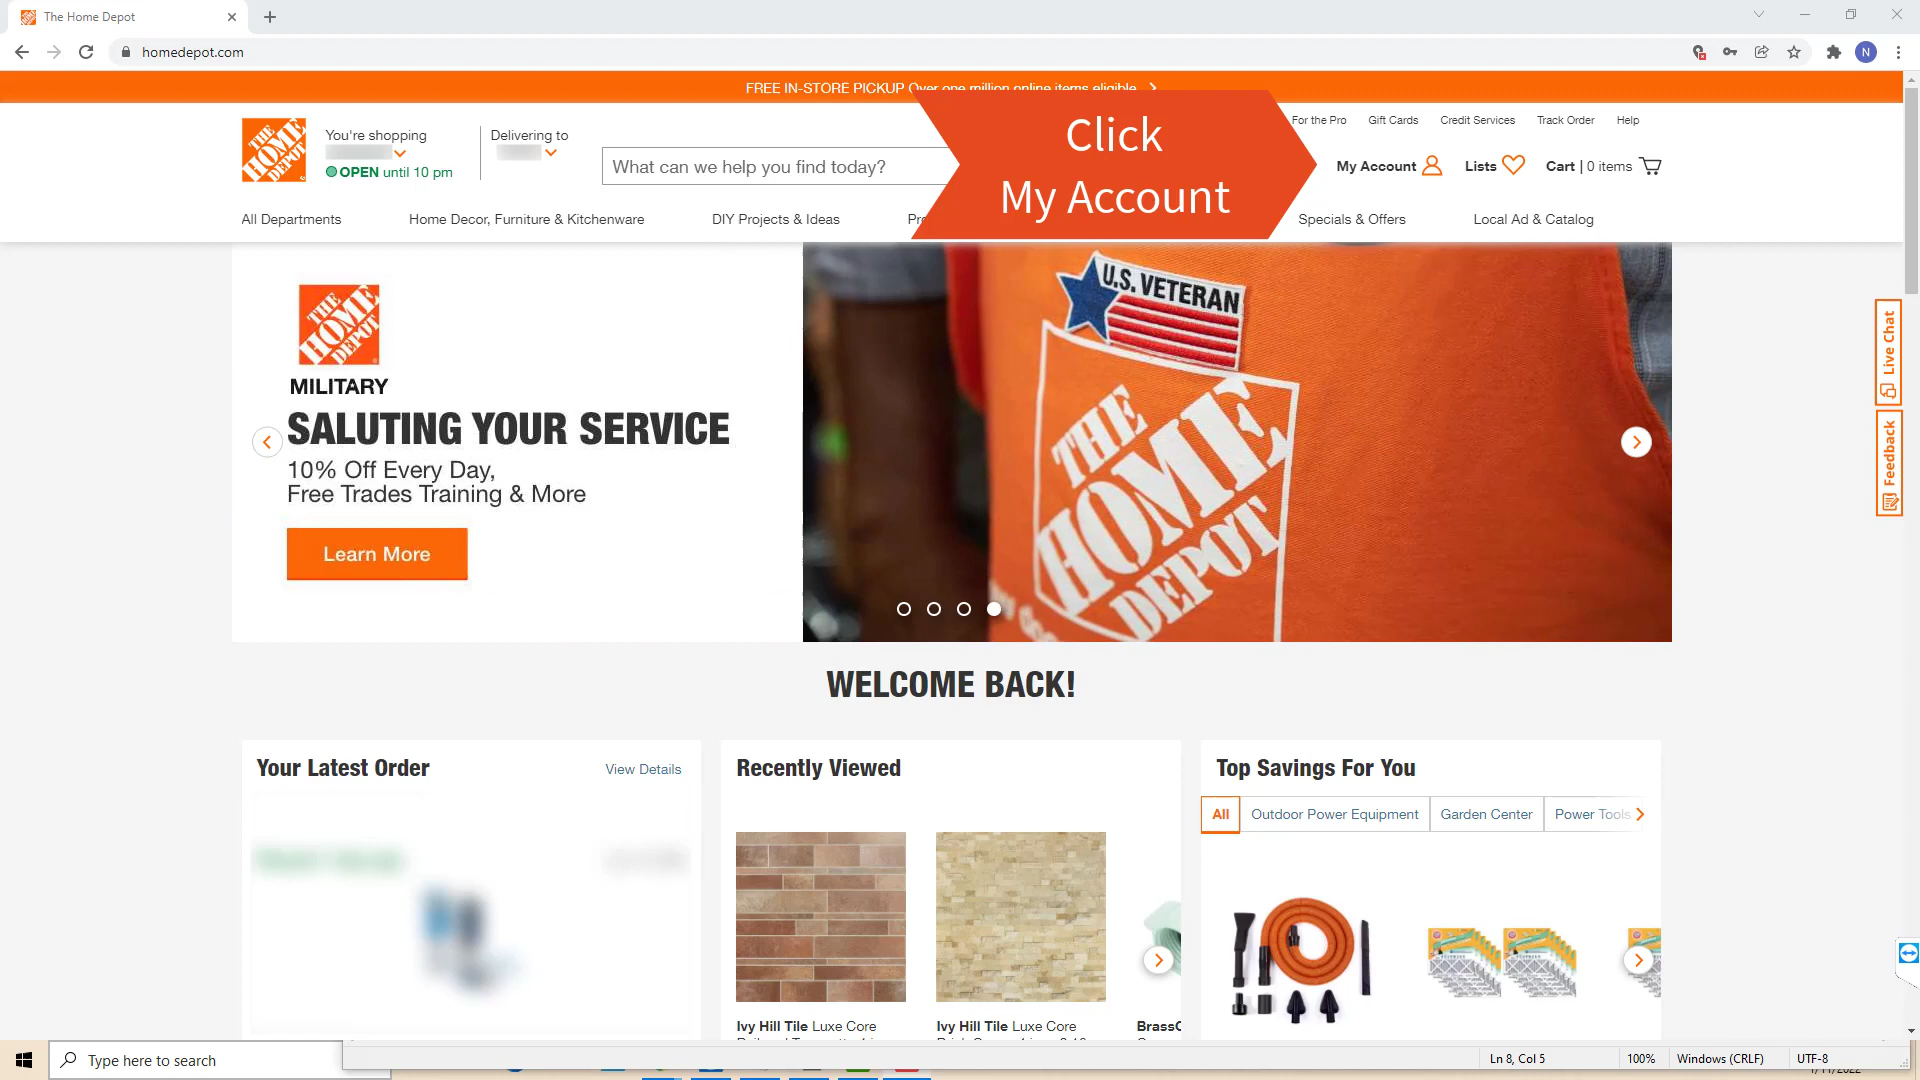 The Home Depot
homedepot.com
N
FREE IN-STORE PICKUP Over one million online items eligible
Click
My Account
THE HOME DEPOT
You're shopping
OPEN until 10 pm
Delivering to
What can we help you find today?
For the Pro
Gift Cards
Credit Services
Track Order
Help
My Account
Lists
Cart | 0 items
All Departments
Home Decor, Furniture & Kitchenware
DIY Projects & Ideas
Specials & Offers
Local Ad & Catalog
THE HOME DEPOT
MILITARY
SALUTING YOUR SERVICE
10% Off Every Day,
Free Trades Training & More
Learn More
U.S. VETERAN
THE
HOME
DEPOT
Live Chat
Feedback
WELCOME BACK!
Your Latest Order
View Details
Recently Viewed
Ivy Hill Tile Luxe Core
Ivy Hill Tile Luxe Core
Top Savings For You
All
Outdoor Power Equipment
Garden Center
Power Tools
Type here to search
Ln 8, Col 5
100%
Windows (CRLF)
UTF-8